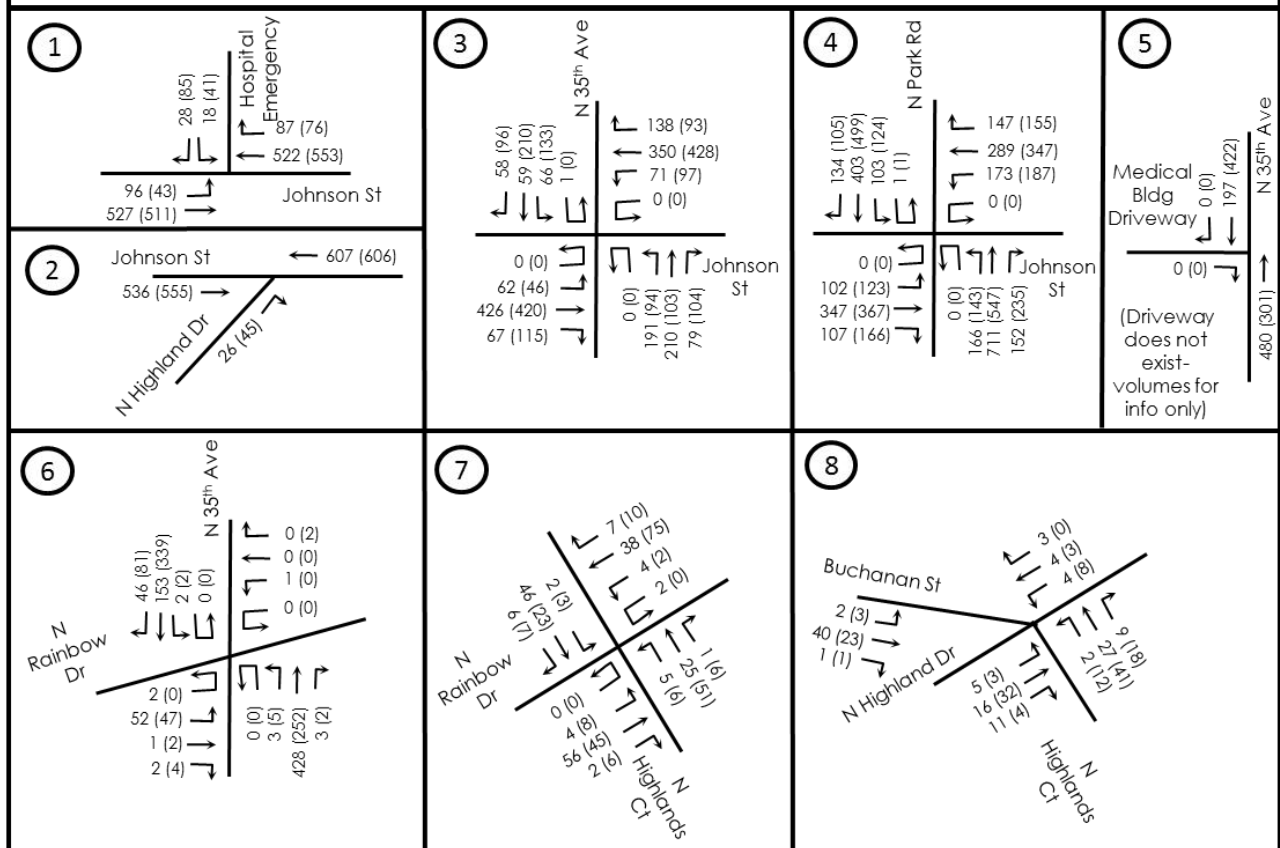 1
Hospital
Emergency
28 (85)
18 (41)
87 (76)
522 (553)
96 (43)
527 (511)
Johnson St
2
Johnson St
607 (606)
536 (555)
N Highland Dr
26 (45)
3
N 35th Ave
58 (96)
59 (210)
66 (133)
1 (0)
138 (93)
350 (428)
71 (97)
0 (0)
0 (0)
62 (46)
426 (420)
67 (115)
0 (0)
191 (94)
210 (103)
79 (104)
Johnson
St
4
N Park Rd
134 (105)
403 (499)
103 (124)
1 (1)
147 (155)
289 (347)
173 (187)
0 (0)
0 (0)
102 (123)
347 (367)
107 (166)
0 (0)
166 (143)
711 (547)
152 (235)
Johnson
St
5
N 35th Ave
Medical
Bldg
Driveway
0 (0)
197 (422)
0 (0)
480 (301)
(Driveway
does not
exist-
volumes for
info only)
6
N 35th Ave
46 (81)
153 (339)
2 (2)
0 (0)
0 (2)
0 (0)
1 (0)
0 (0)
N
Rainbow
Dr
2 (0)
52 (47)
1 (2)
2 (4)
0 (0)
3 (5)
428 (252)
3 (2)
7
7 (10)
38 (75)
4 (2)
2 (0)
2 (3)
46 (23)
6 (7)
N
Rainbow
Dr
0 (0)
4 (8)
56 (45)
2 (6)
5 (6)
25 (51)
1 (6)
N
Highlands
Ct
8
3 (0)
4 (3)
4 (8)
Buchanan St
2 (3)
40 (23)
1 (1)
N Highland Dr
5 (3)
16 (32)
11 (4)
2 (12)
27 (41)
9 (18)
N
Highlands
Ct